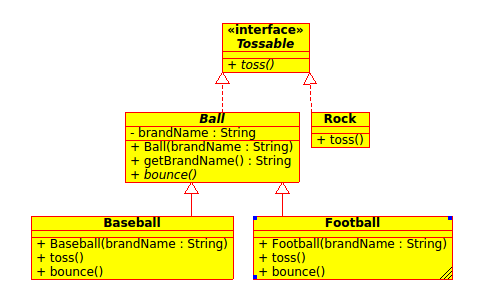 «interface»
Tossable
+ toss()
Ball
- brandName : String
+ Ball(brandName : String)
+ getBrandName() : String
+ bounce()
Rock
+ toss()
Baseball
+ Baseball(brandName : String)
+ toss()
+ bounce()
Football
+ Football(brandName : String)
+ toss()
+ bounce()